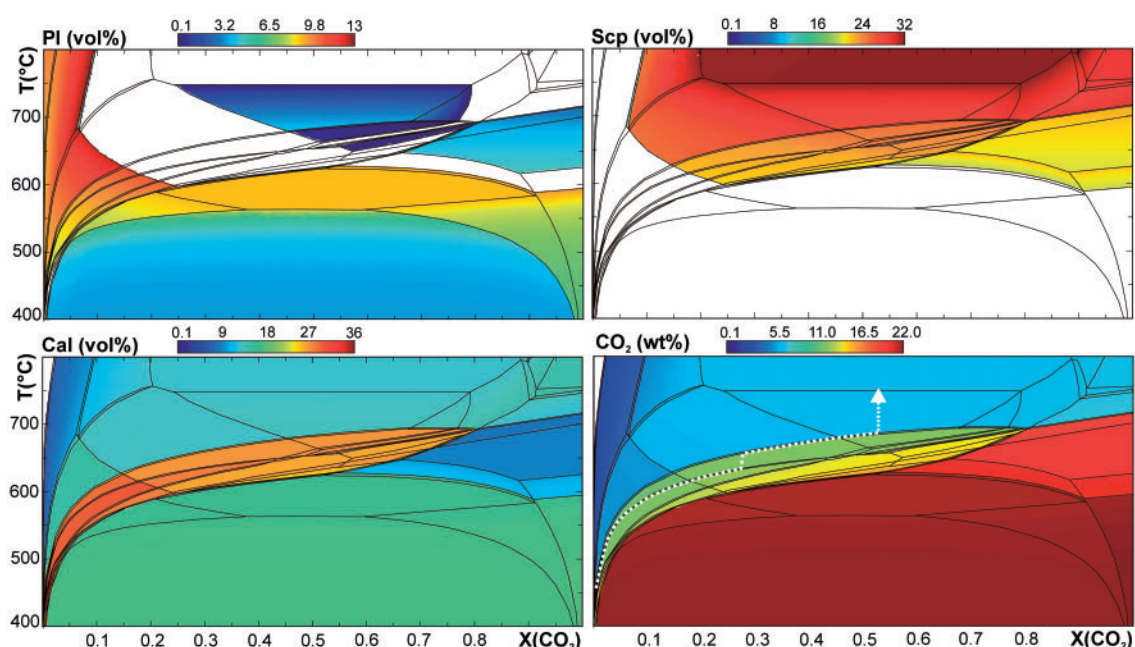 0.1 3.2 6.5 9.8 13
Pl (vol%)
0.1 8 16 24 32
Scp (vol%)
T(°C)
700
600
500
400
0.1 9 18 27 36
Cal (vol%)
0.1 5.5 11.0 16.5 22.0
CO₂ (wt%)
T(°C)
700
600
500
400
0.1 0.2 0.3 0.4 0.5 0.6 0.7 0.8 X(CO₂)
0.1 0.2 0.3 0.4 0.5 0.6 0.7 0.8 X(CO₂)